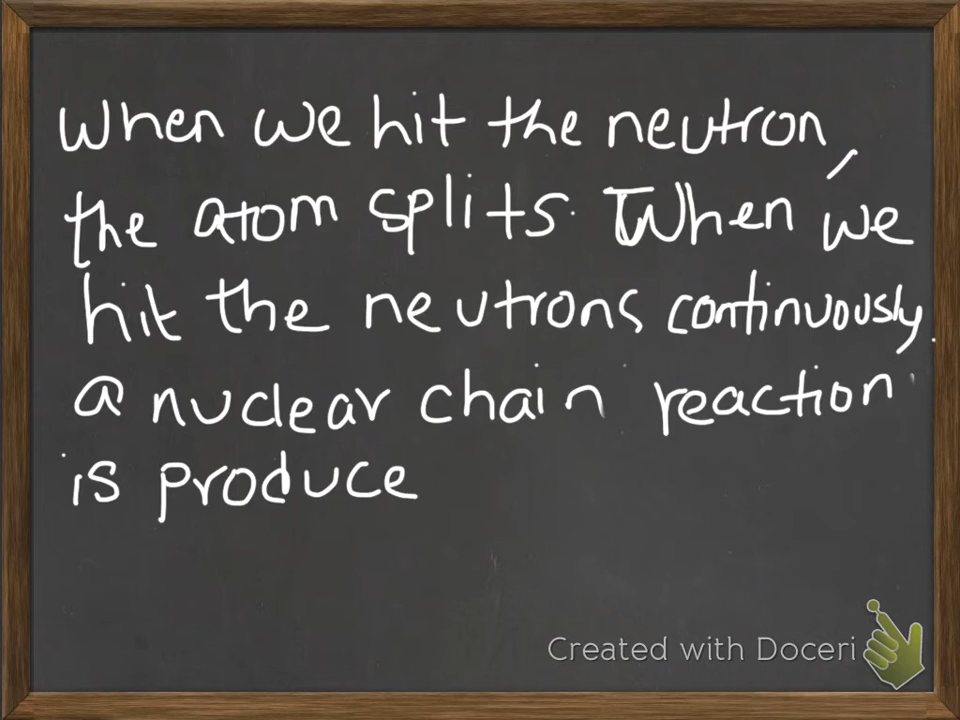 When we hit the neutron,
the atom splits. When we
hit the neutrons continuously.
a nuclear chain reaction
is produce
Created with Doceri